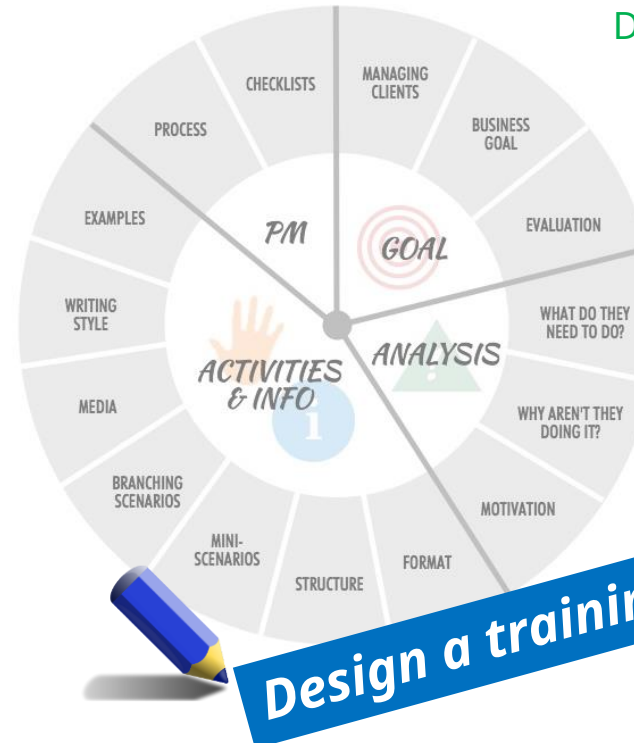 D
CHECKLISTS
MANAGING
CLIENTS
PROCESS
BUSINESS
GOAL
EXAMPLES
PM
GOAL
EVALUATION
WRITING
STYLE
WHAT DO THEY
NEED TO DO?
ACTIVITIES
& INFO
ANALYSIS
!
i
MEDIA
WHY AREN'T THEY
DOING IT?
BRANCHING
SCENARIOS
MOTIVATION
MINI-
SCENARIOS
STRUCTURE
FORMAT
Design a trainin